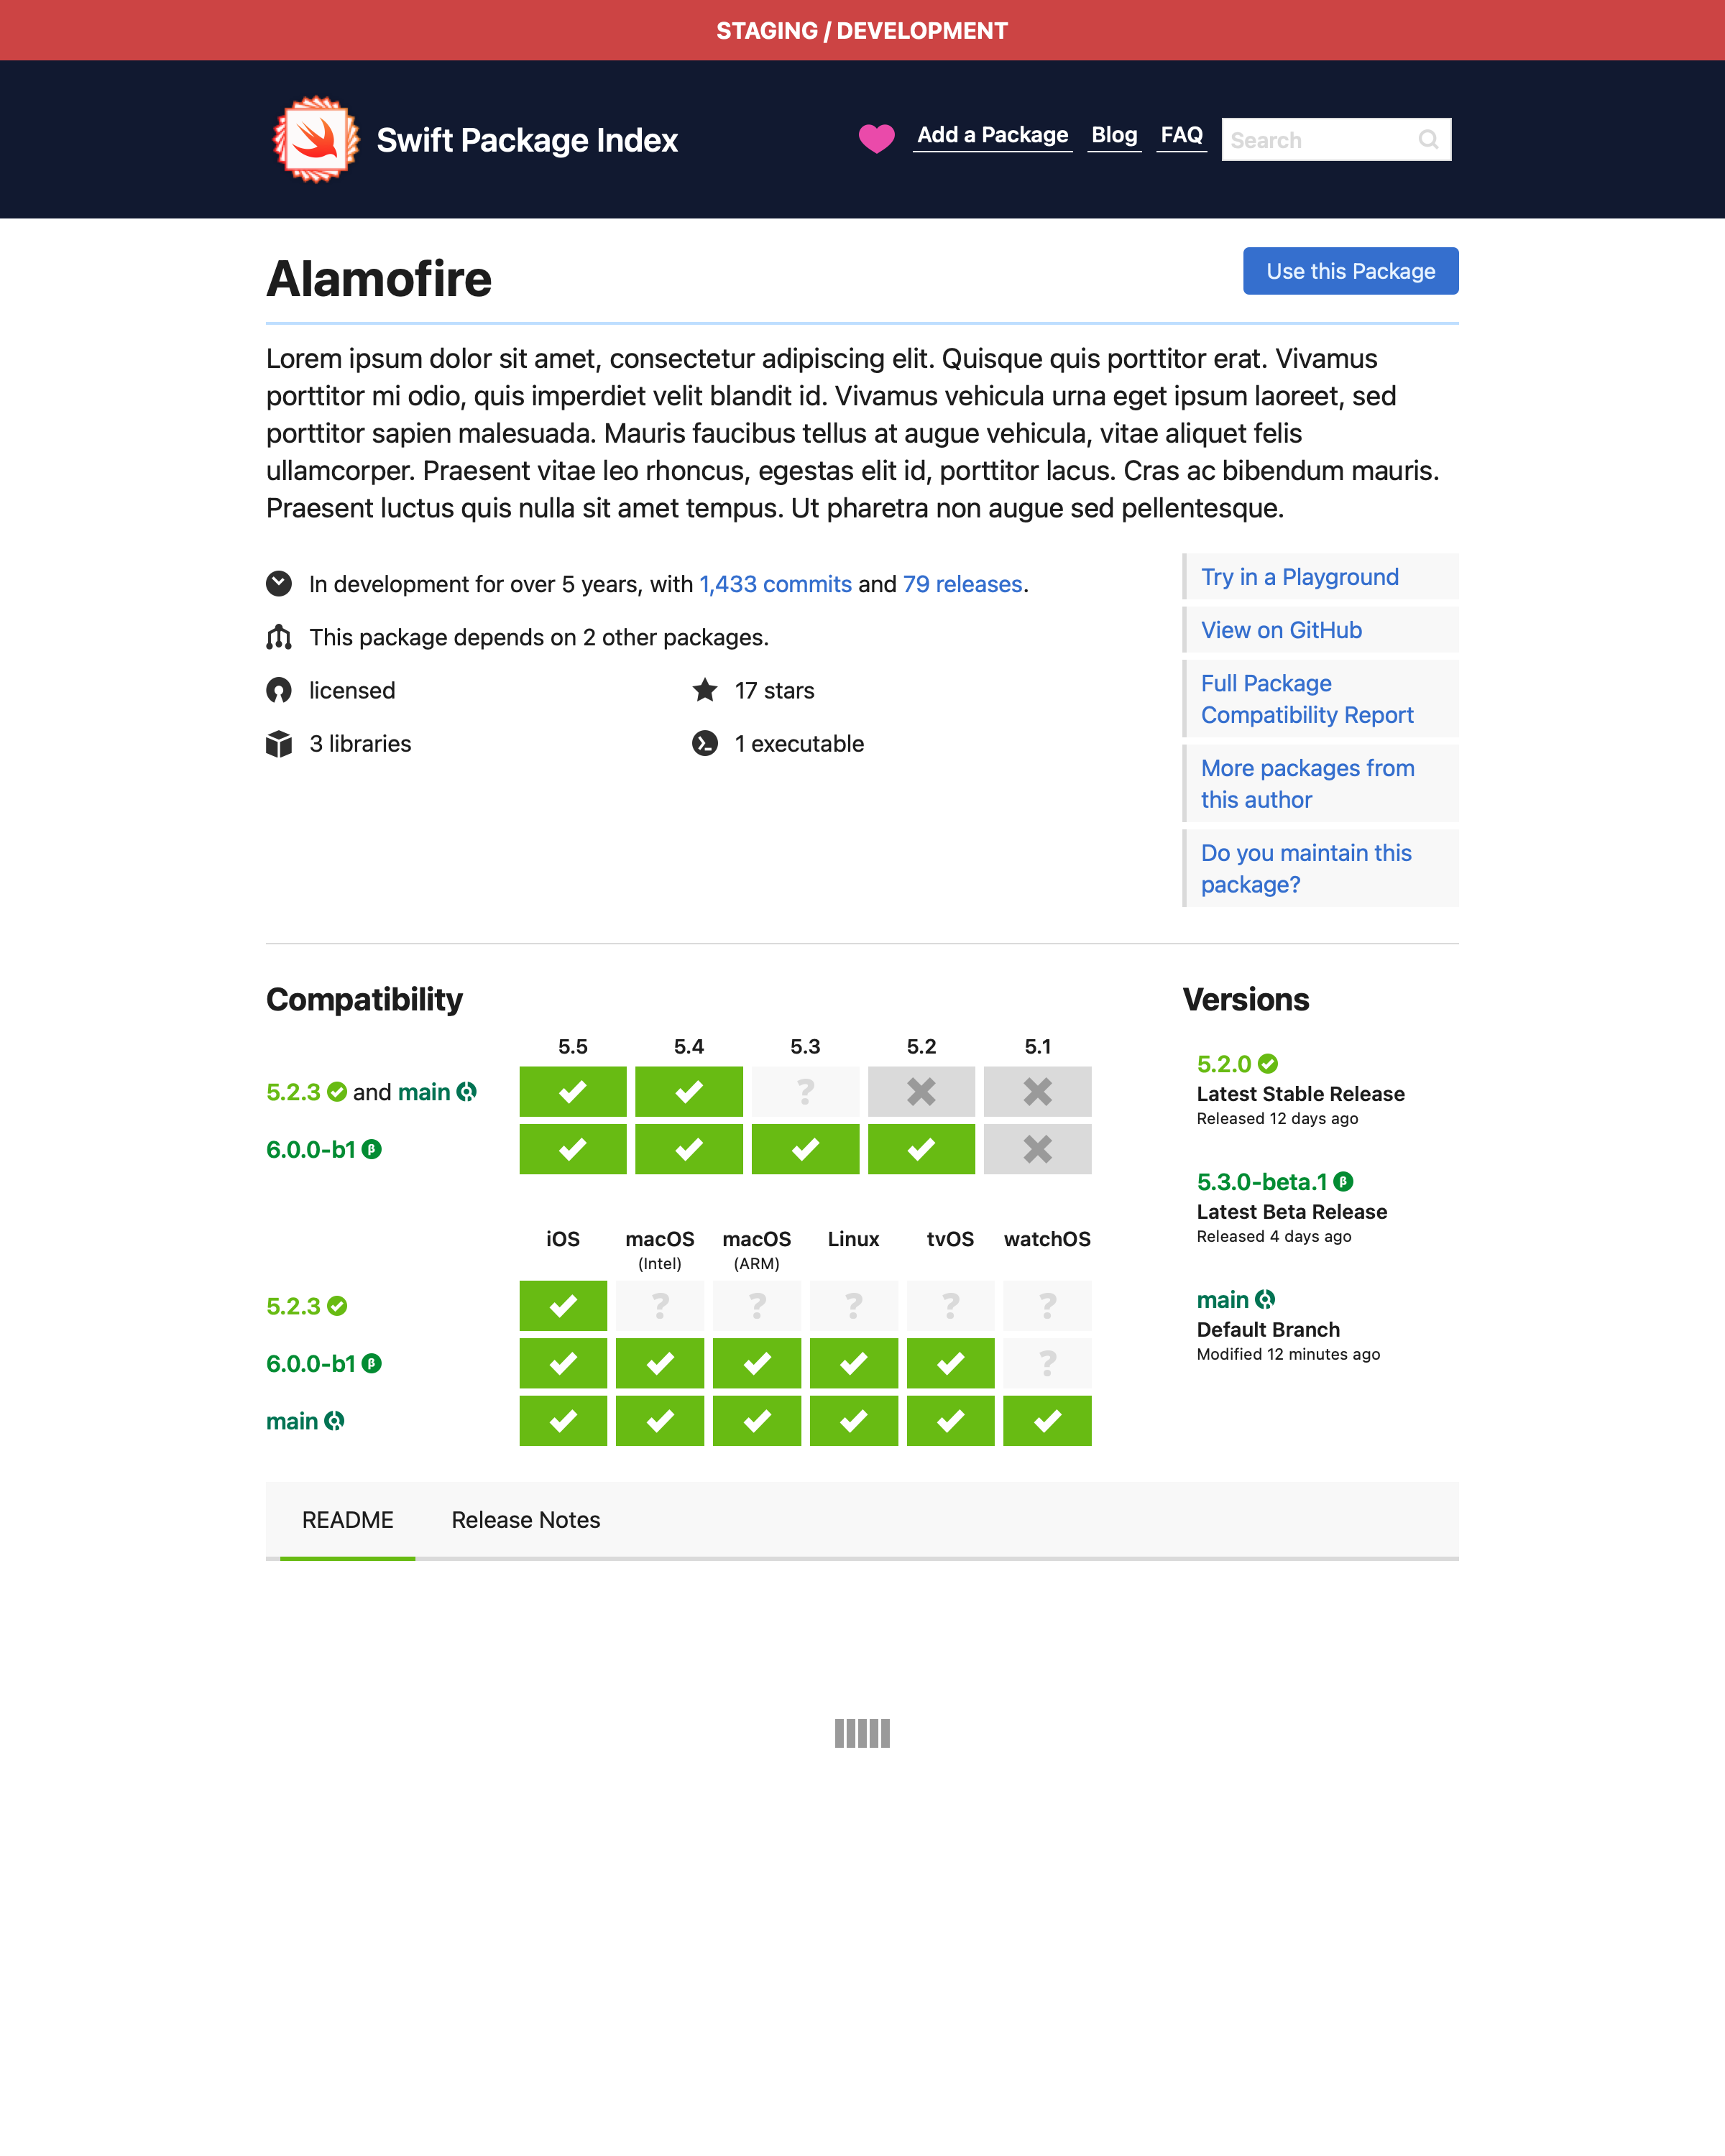 STAGING / DEVELOPMENT
Swift Package Index
Add a Package
Blog
FAQ
Search
Alamofire
Use this Package
Lorem ipsum dolor sit amet, consectetur adipiscing elit. Quisque quis porttitor erat. Vivamus
porttitor mi odio, quis imperdiet velit blandit id. Vivamus vehicula urna eget ipsum laoreet, sed
porttitor sapien malesuada. Mauris faucibus tellus at augue vehicula, vitae aliquet felis
ullamcorper. Praesent vitae leo rhoncus, egestas elit id, porttitor lacus. Cras ac bibendum mauris.
Praesent luctus quis nulla sit amet tempus. Ut pharetra non augue sed pellentesque.
In development for over 5 years, with 1,433 commits and 79 releases.
This package depends on 2 other packages.
licensed
17 stars
3 libraries
1 executable
Try in a Playground
View on GitHub
Full Package
Compatibility Report
More packages from
this author
Do you maintain this
package?
Compatibility
5.5 5.4 5.3 5.2 5.1
5.2.3 and main
?
6.0.0-b1 β
iOS macOS macOS Linux tvOS watchOS
(Intel) (ARM)
5.2.3
? ? ? ? ?
6.0.0-b1 β
?
main
Versions
5.2.0
Latest Stable Release
Released 12 days ago
5.3.0-beta.1 β
Latest Beta Release
Released 4 days ago
main
Default Branch
Modified 12 minutes ago
README
Release Notes